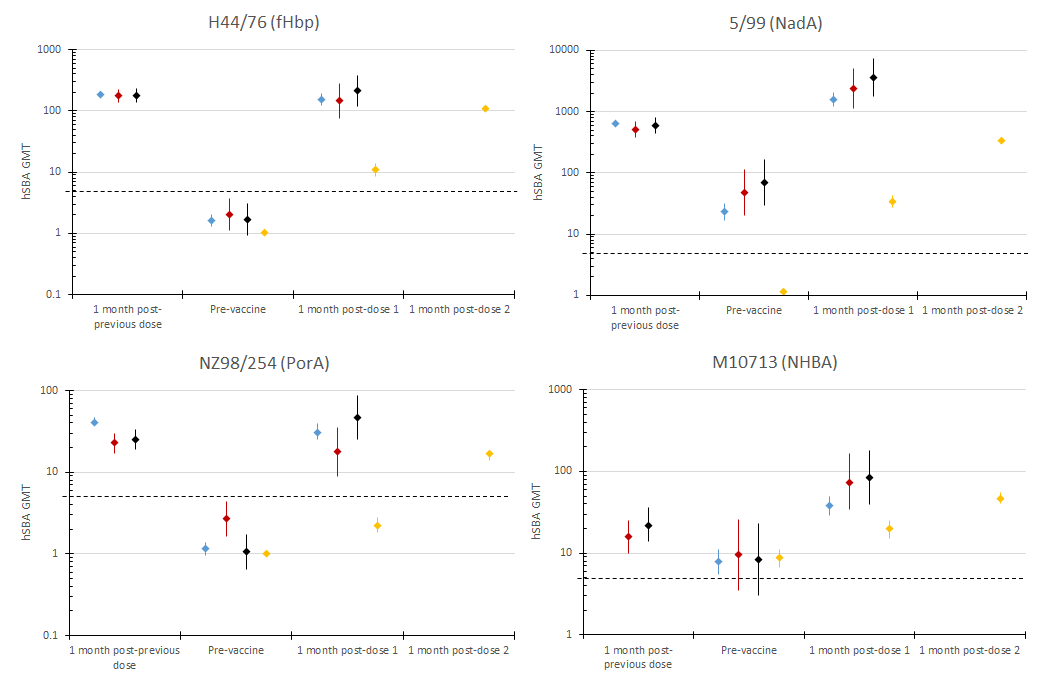 H44/76 (fHbp)
hSBA GMT
1000
100
10
1
0.1
1 month post-
previous dose
Pre-vaccine
1 month post-dose 1
1 month post-dose 2
5/99 (NadA)
hSBA GMT
10000
1000
100
10
1
1 month post-
previous dose
Pre-vaccine
1 month post-dose 1
1 month post-dose 2
NZ98/254 (PorA)
hSBA GMT
100
10
1
0.1
1 month post-previous
dose
Pre-vaccine
1 month post-dose 1
1 month post-dose 2
M10713 (NHBA)
hSBA GMT
1000
100
10
1
1 month post-
previous dose
Pre-vaccine
1 month post-dose 1
1 month post-dose 2